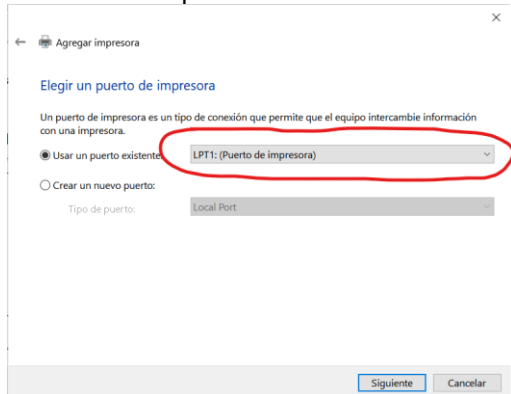 Agregar impresora
Elegir un puerto de impresora
Un puerto de impresora es un tipo de conexión que permite que el equipo intercambie información
con una impresora.
Usar un puerto existente: LPT1: (Puerto de impresora)
Crear un nuevo puerto:
Tipo de puerto: Local Port
Siguiente Cancelar